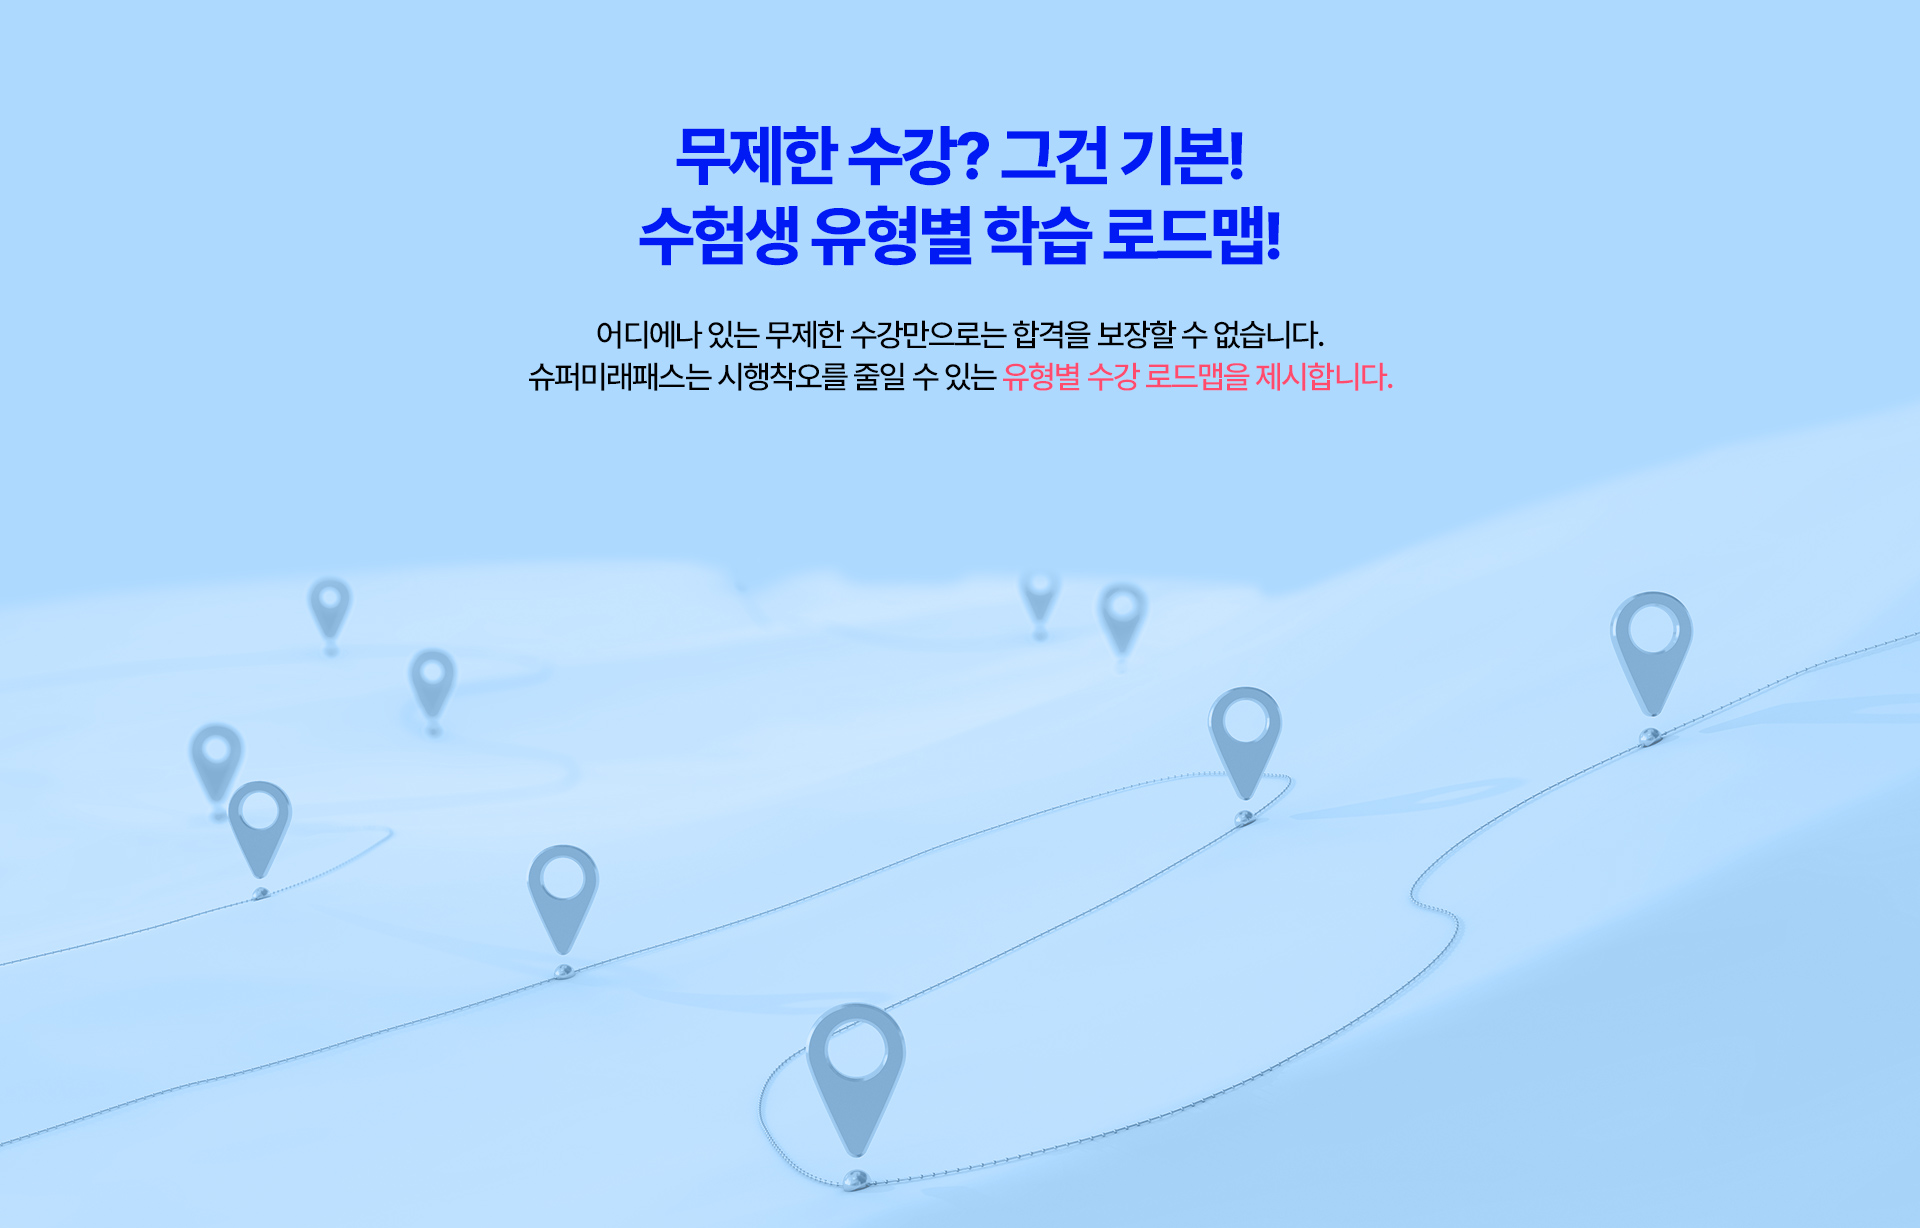 무제한 수강? 그건 기본!
수험생 유형별 학습 로드맵!
어디에나 있는 무제한 수강만으로는 합격을 보장할 수 없습니다.
슈퍼미래패스는 시행착오를 줄일 수 있는 유형별 수강 로드맵을 제시합니다.